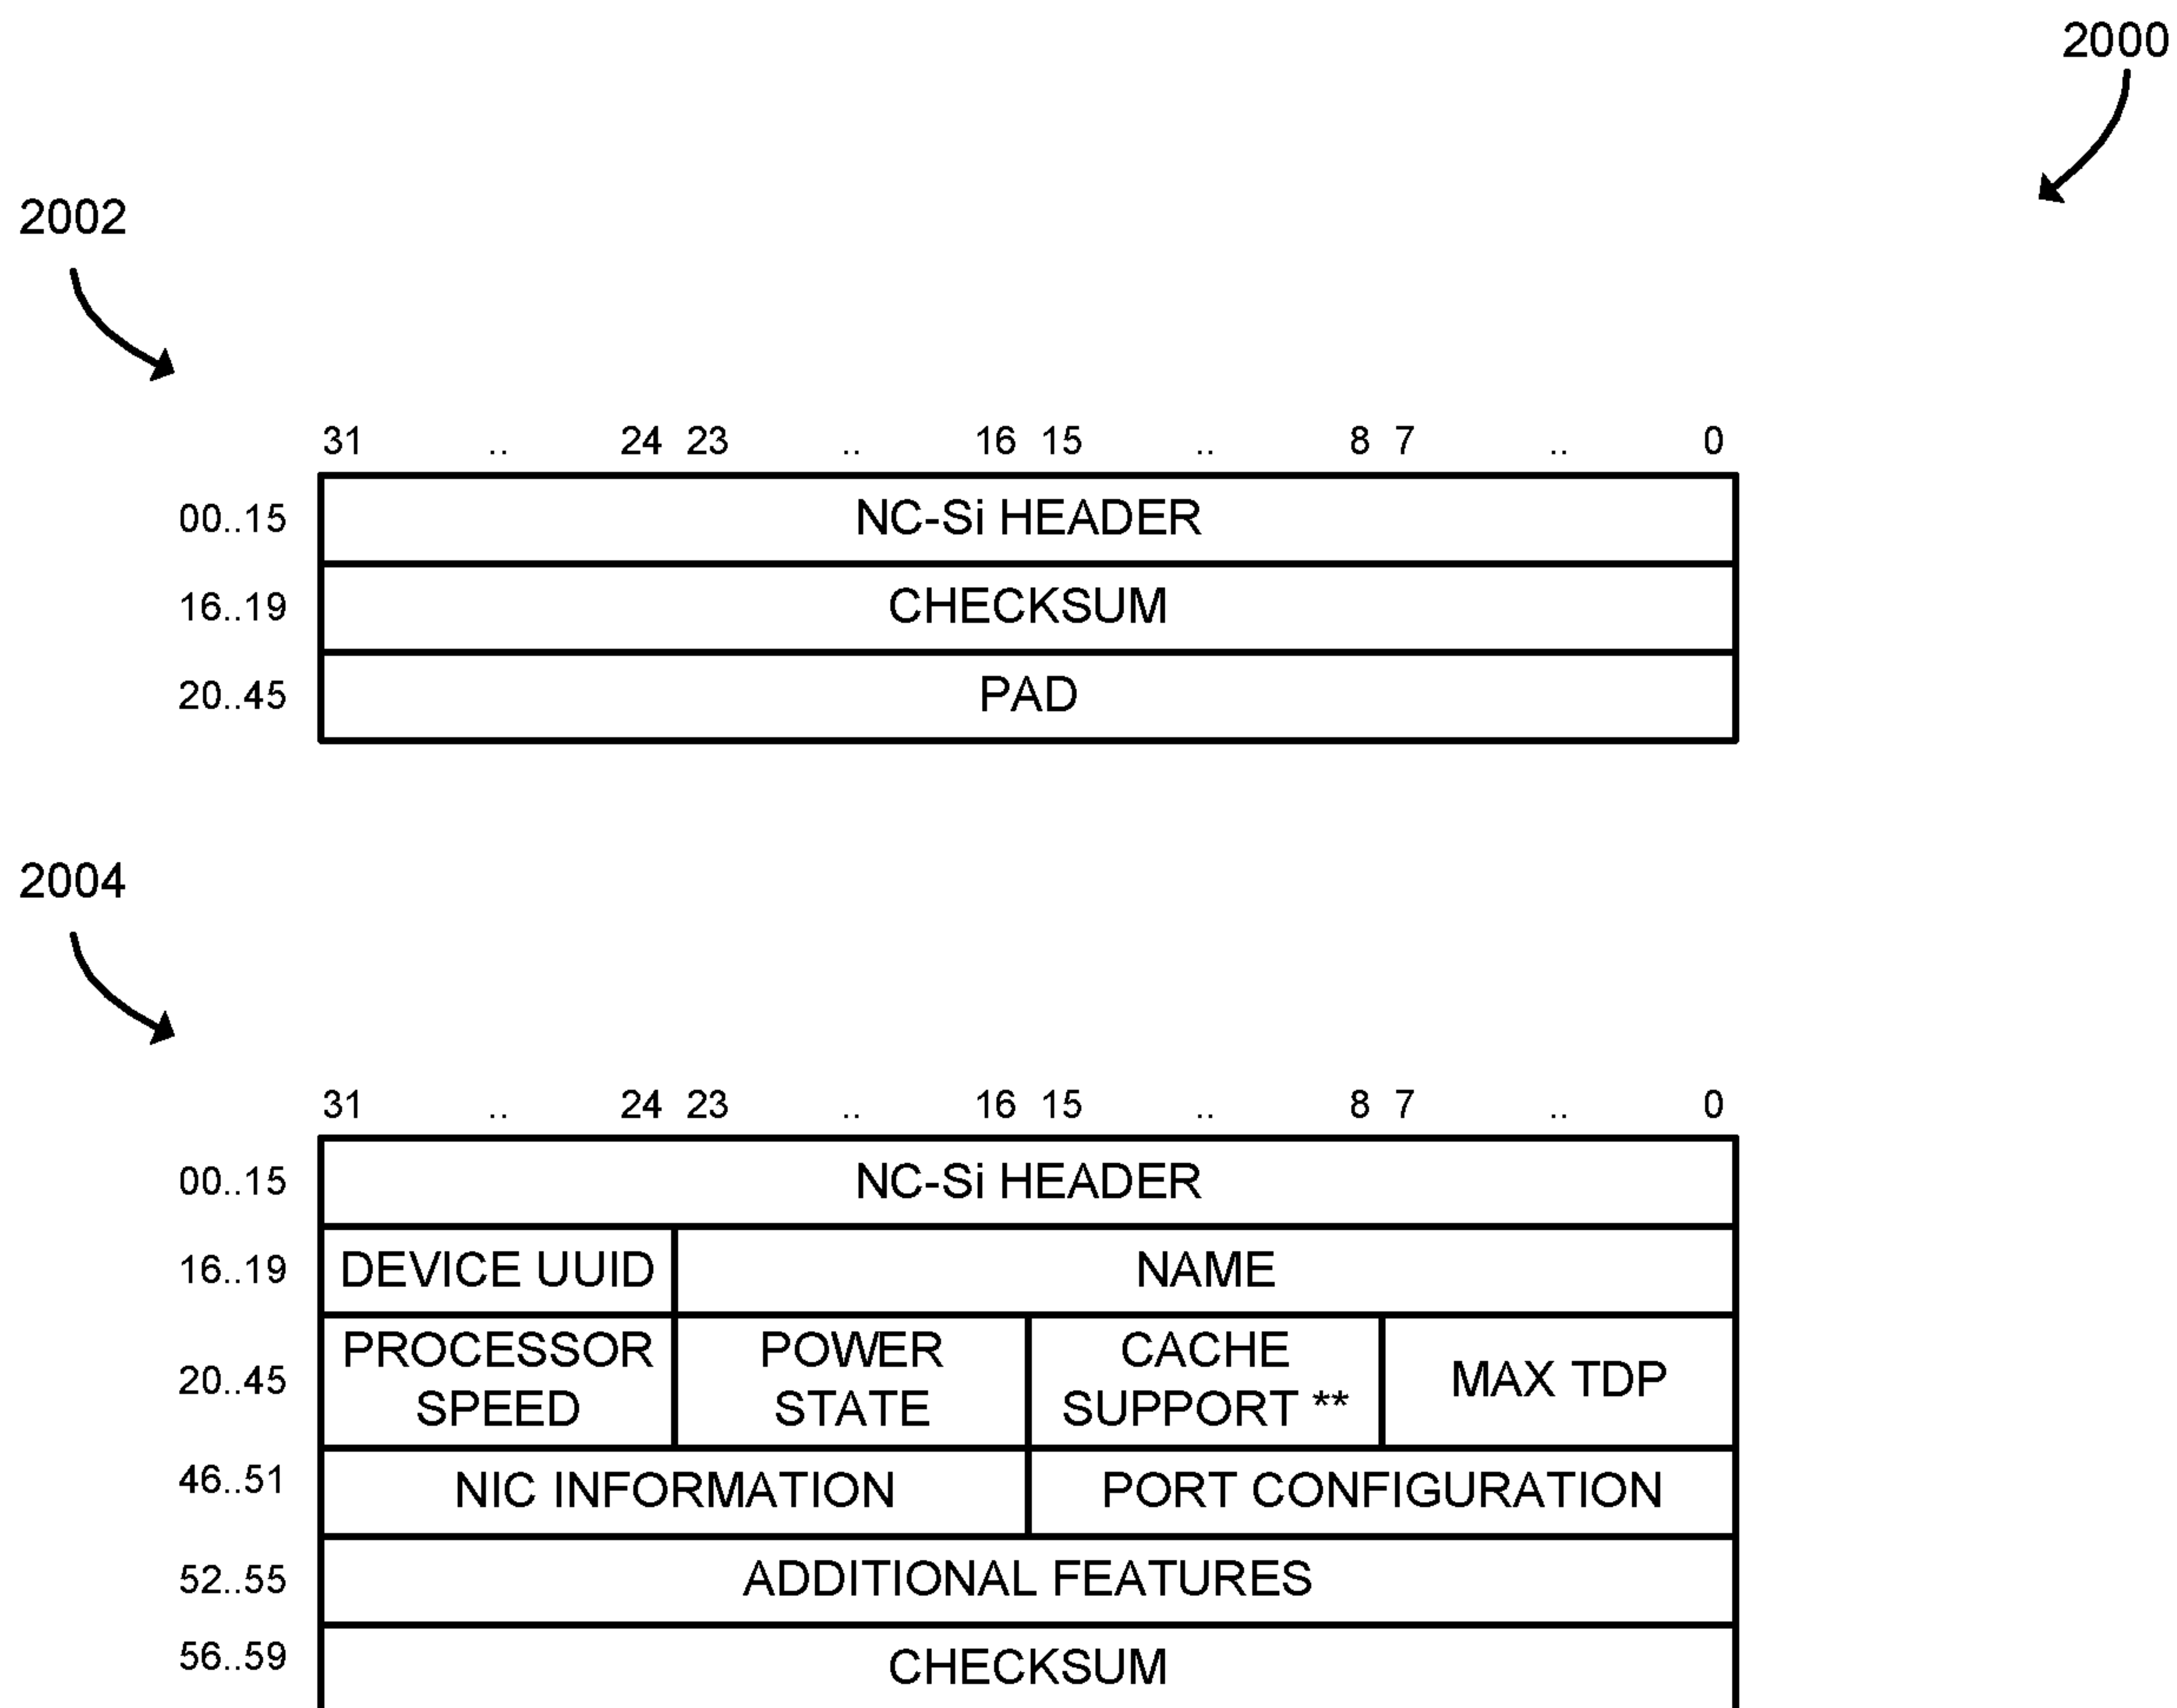 2000
2002
31 .. 24 23 .. 16 15 .. 8 7 .. 0
00..15 NC-Si HEADER
16..19 CHECKSUM
20..45 PAD
2004
31 .. 24 23 .. 16 15 .. 8 7 .. 0
00..15 NC-Si HEADER
16..19 DEVICE UUID NAME
20..45 PROCESSOR SPEED POWER STATE CACHE SUPPORT ** MAX TDP
46..51 NIC INFORMATION PORT CONFIGURATION
52..55 ADDITIONAL FEATURES
56..59 CHECKSUM